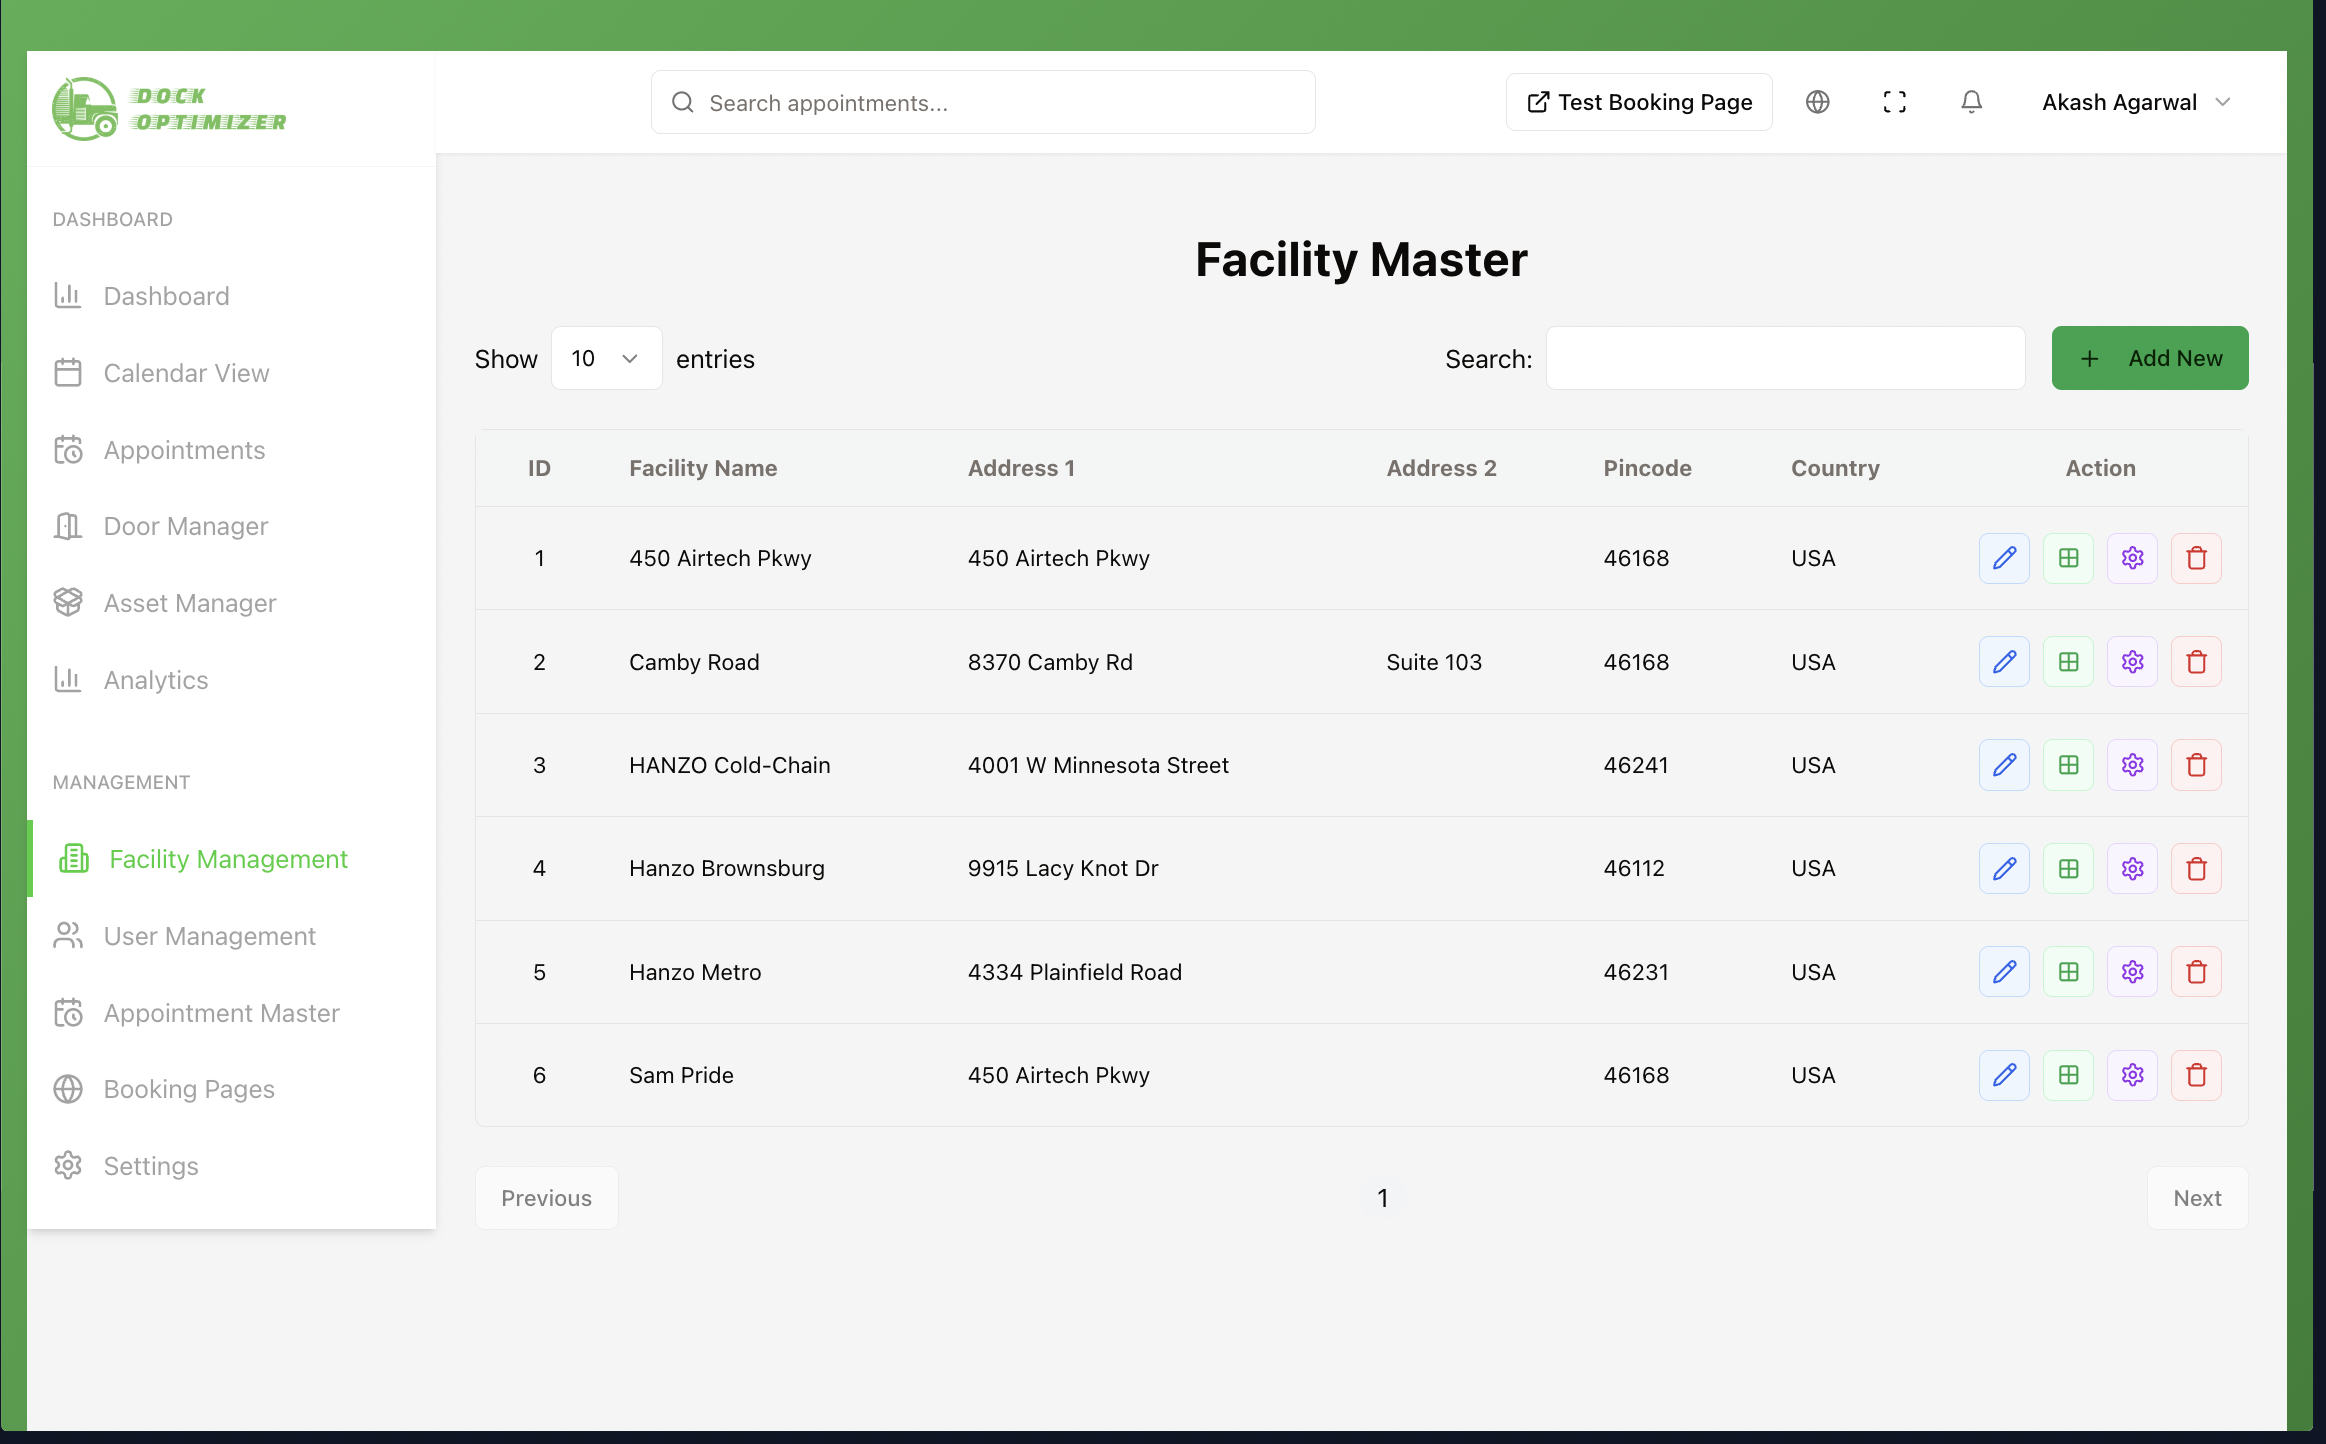 DOCK
OPTIMIZER
Search appointments...
Test Booking Page
Akash Agarwal
DASHBOARD
Dashboard
Calendar View
Appointments
Door Manager
Asset Manager
Analytics
MANAGEMENT
Facility Management
User Management
Appointment Master
Booking Pages
Settings
Facility Master
Show 10 entries
Search:
+ Add New
ID Facility Name Address 1 Address 2 Pincode Country Action
1 450 Airtech Pkwy 450 Airtech Pkwy 46168 USA
2 Camby Road 8370 Camby Rd Suite 103 46168 USA
3 HANZO Cold-Chain 4001 W Minnesota Street 46241 USA
4 Hanzo Brownsburg 9915 Lacy Knot Dr 46112 USA
5 Hanzo Metro 4334 Plainfield Road 46231 USA
6 Sam Pride 450 Airtech Pkwy 46168 USA
Previous 1 Next